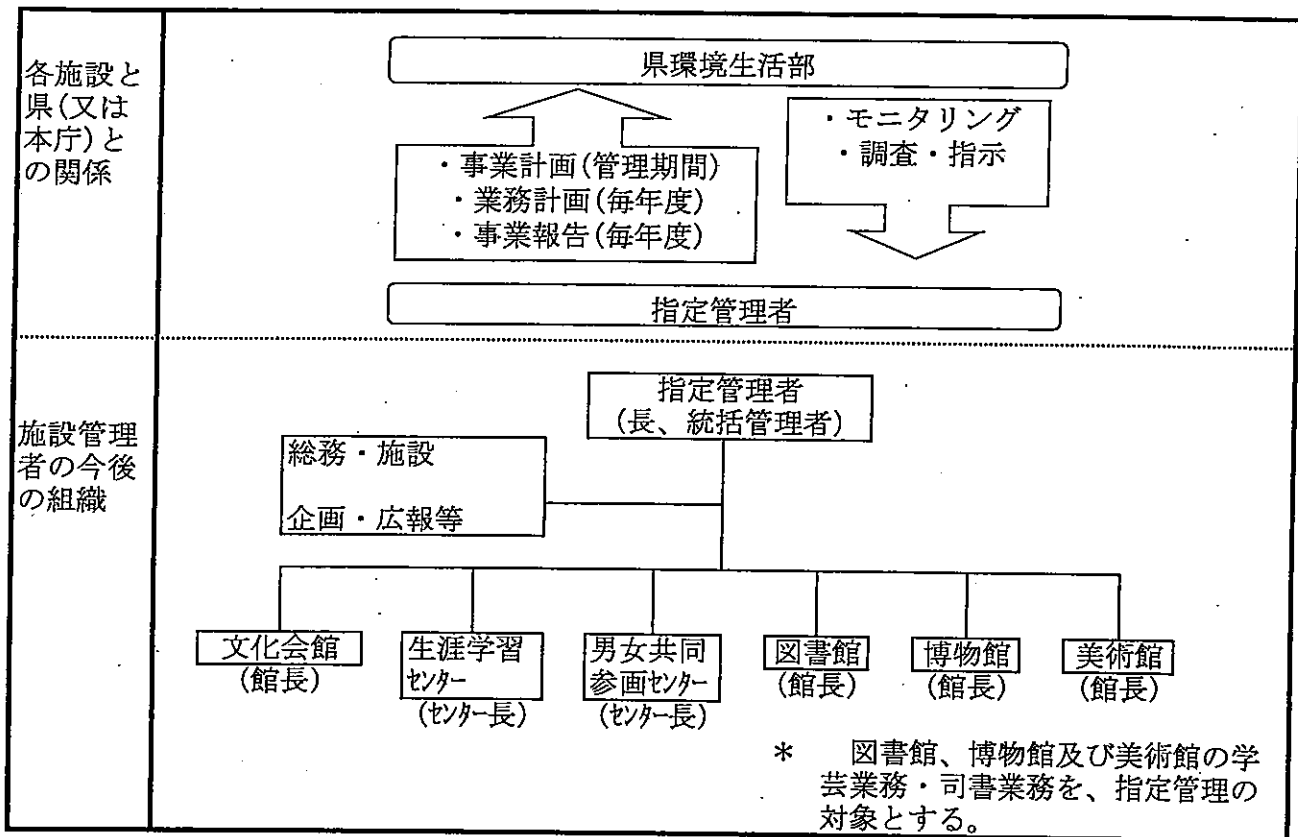 各施設と
県(又は
本庁)と
の関係
県環境生活部
・事業計画(管理期間)
・業務計画(毎年度)
・事業報告(毎年度)
・モニタリング
・調査・指示
指定管理者
施設管理
者の今後
の組織
指定管理者
(長、統括管理者)
総務・施設
企画・広報等
文化会館
(館長)
生涯学習
センター
(センター長)
男女共同
参画センター
(センター長)
図書館
(館長)
博物館
(館長)
美術館
(館長)
* 図書館、博物館及び美術館の学
芸業務・司書業務を、指定管理の
対象とする。